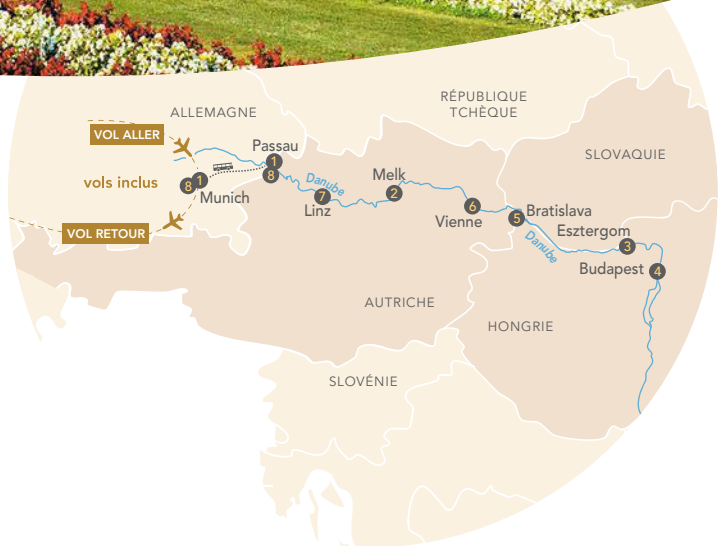 RÉPUBLIQUE
TCHÈQUE
ALLEMAGNE
VOL ALLER
Passau
1
8
SLOVAQUIE
vols inclus
8 1
Munich
Danube
Melk
2
7
Linz
6
Vienne
5 Bratislava
Esztergom
3
Danube
Budapest 4
VOL RETOUR
AUTRICHE
HONGRIE
SLOVÉNIE